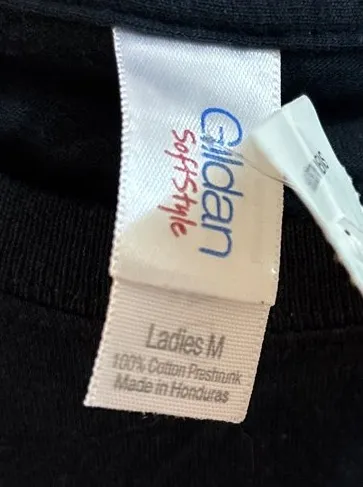 Gildan
SoftStyle
Ladies M
100% Cotton Preshrunk
Made in Honduras